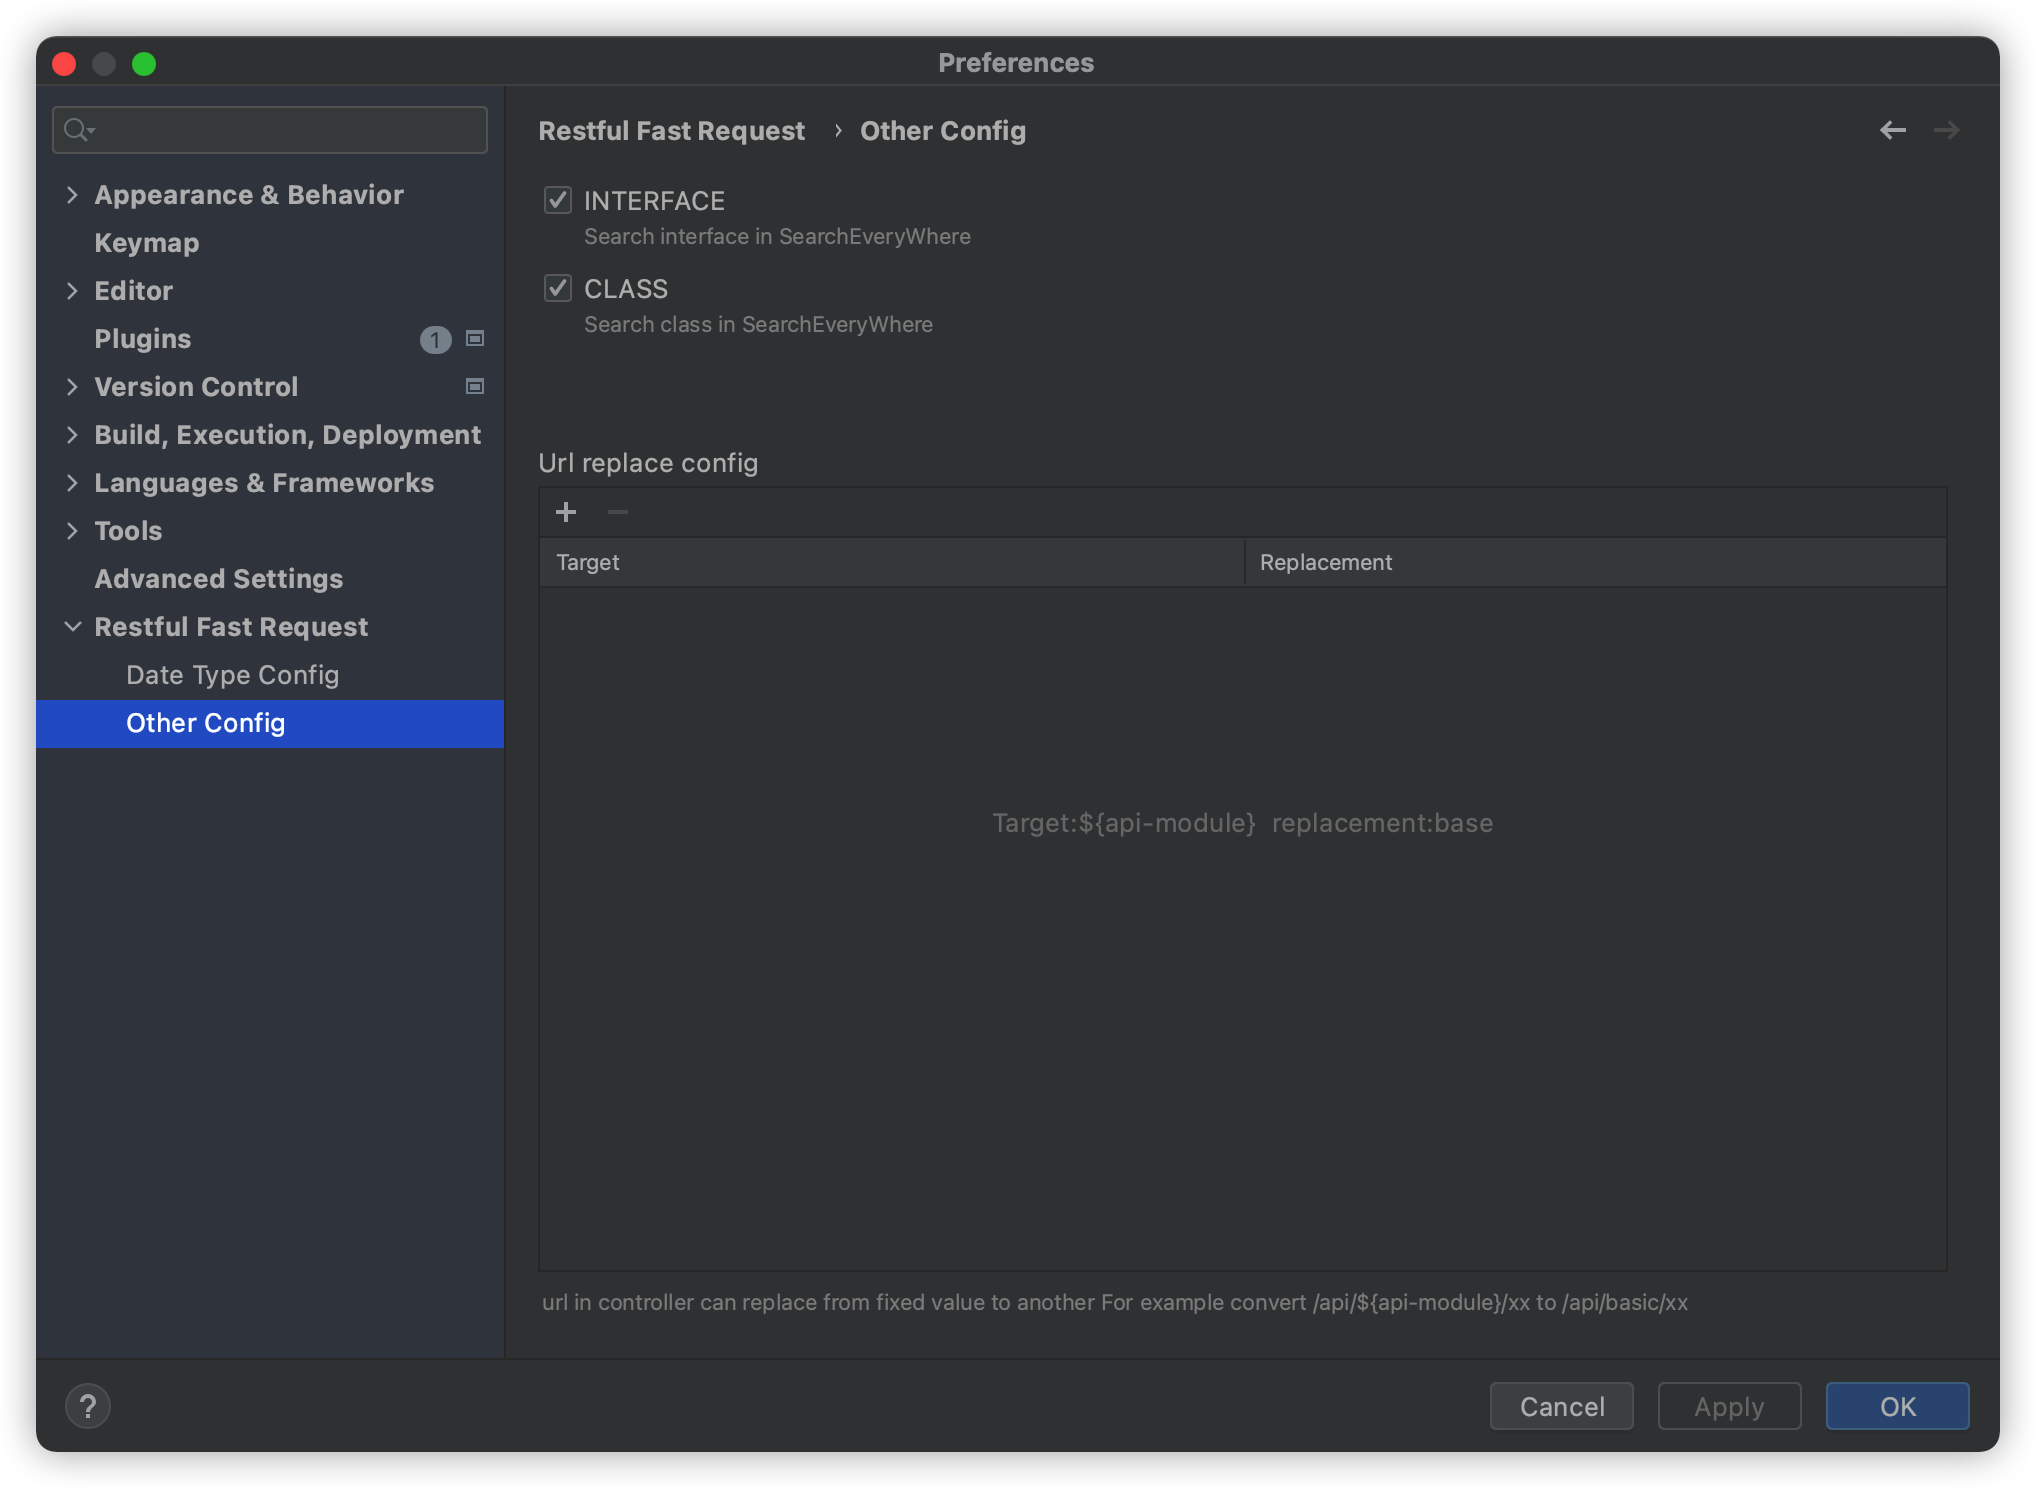 Preferences
Appearance & Behavior
Keymap
Editor
Plugins 1
Version Control
Build, Execution, Deployment
Languages & Frameworks
Tools
Advanced Settings
Restful Fast Request
Date Type Config
Other Config
Restful Fast Request › Other Config
INTERFACE
Search interface in SearchEveryWhere
CLASS
Search class in SearchEveryWhere
Url replace config
Target Replacement
Target:${api-module} replacement:base
url in controller can replace from fixed value to another For example convert /api/${api-module}/xx to /api/basic/xx
? Cancel Apply OK